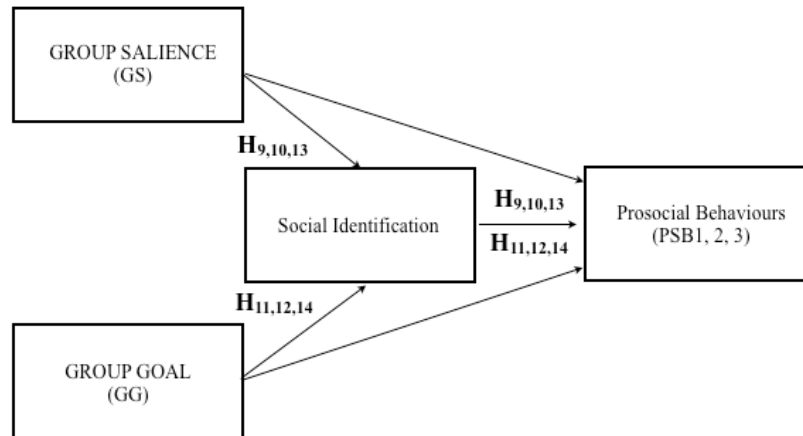 GROUP SALIENCE
(GS)
H9,10,13
Social Identification
H9,10,13
H11,12,14
Prosocial Behaviours
(PSB1, 2, 3)
H11,12,14
GROUP GOAL
(GG)